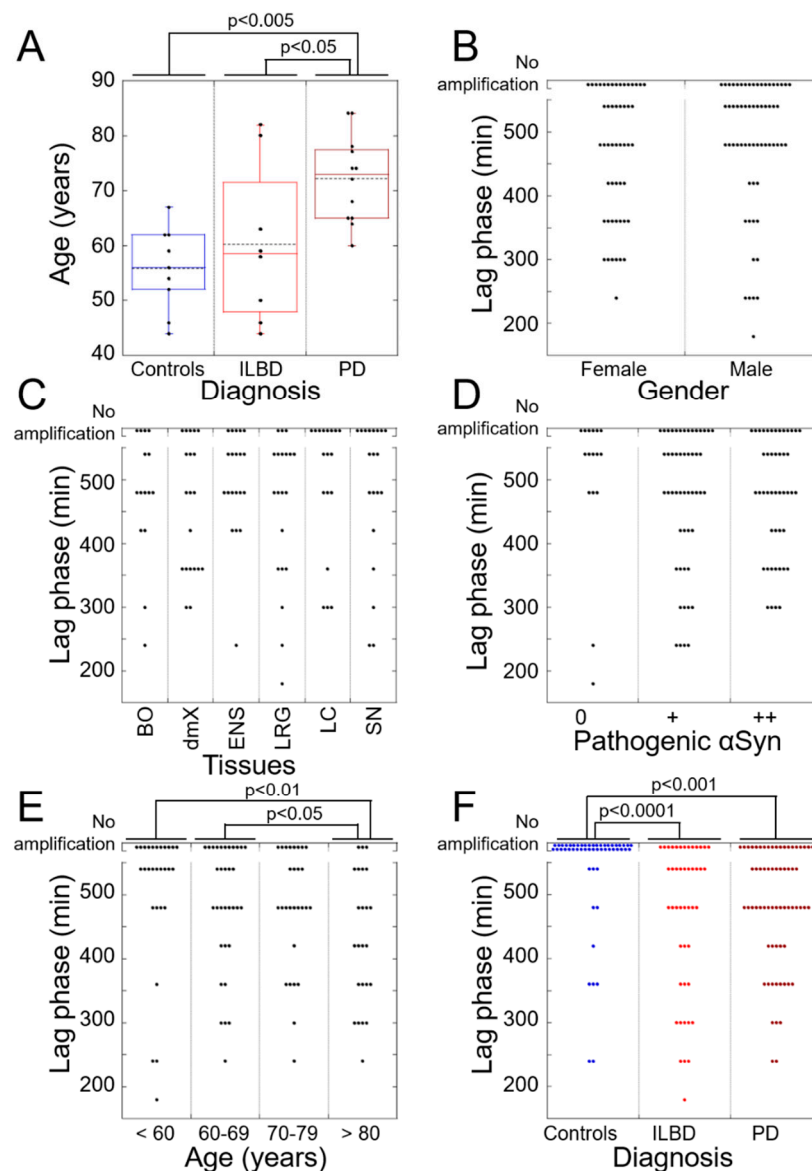 A
p<0.005
p<0.05
90
80
70
60
50
40
Age (years)
Controls
ILBD
PD
Diagnosis
B
No
amplification
500
400
300
200
Lag phase (min)
Female
Male
Gender
C
No
amplification
500
400
300
200
Lag phase (min)
BO
dmX
ENS
LRG
LC
SN
Tissues
D
No
amplification
500
400
300
200
Lag phase (min)
0
+
++
Pathogenic αSyn
E
p<0.01
p<0.05
No
amplification
500
400
300
200
Lag phase (min)
< 60
60-69
70-79
> 80
Age (years)
F
p<0.001
p<0.0001
No
amplification
500
400
300
200
Lag phase (min)
Controls
ILBD
PD
Diagnosis